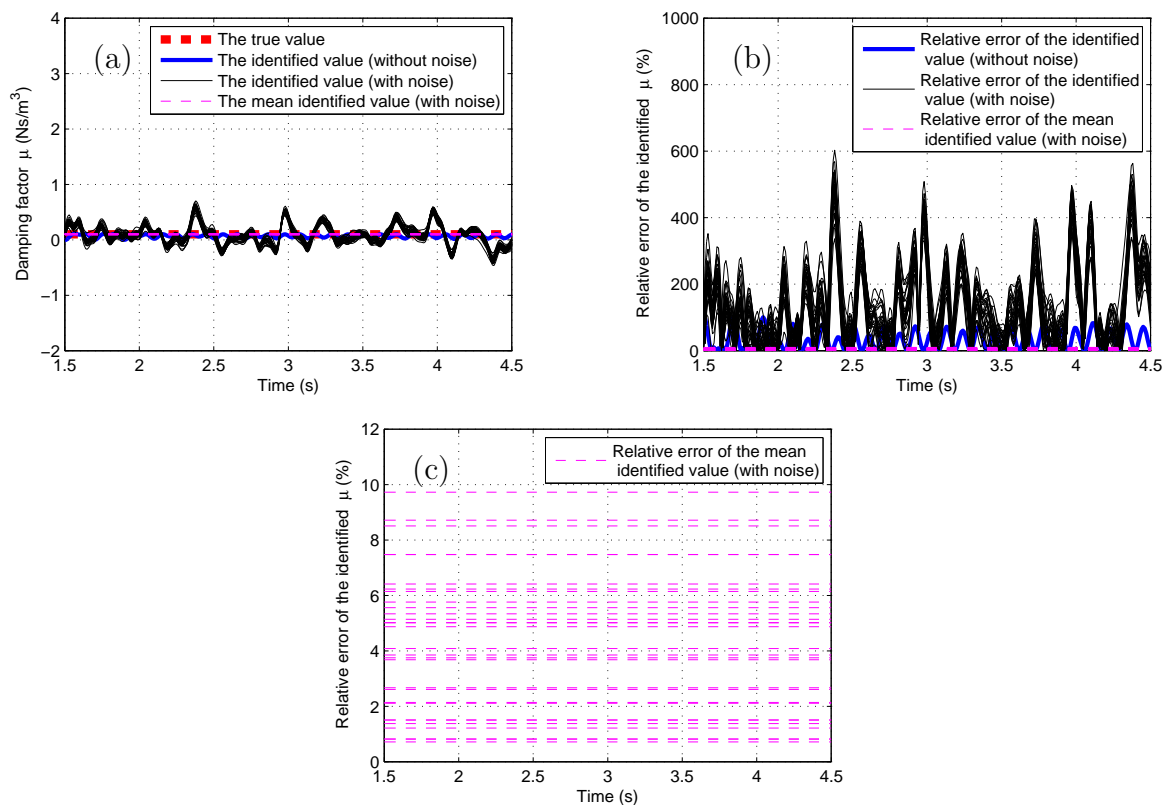 (a)
The true value
The identified value (without noise)
The identified value (with noise)
The mean identified value (with noise)
Damping factor μ (Ns/m³)
4
3
2
1
0
−1
−2
1.5 2 2.5 3 3.5 4 4.5
Time (s)
(b)
Relative error of the identified
value (without noise)
Relative error of the identified
value (with noise)
Relative error of the mean
identified value (with noise)
Relative error of the identified μ (%)
1000
800
600
400
200
0
1.5 2 2.5 3 3.5 4 4.5
Time (s)
(c)
Relative error of the mean
identified value (with noise)
Relative error of the identified μ (%)
12
10
8
6
4
2
0
1.5 2 2.5 3 3.5 4 4.5
Time (s)